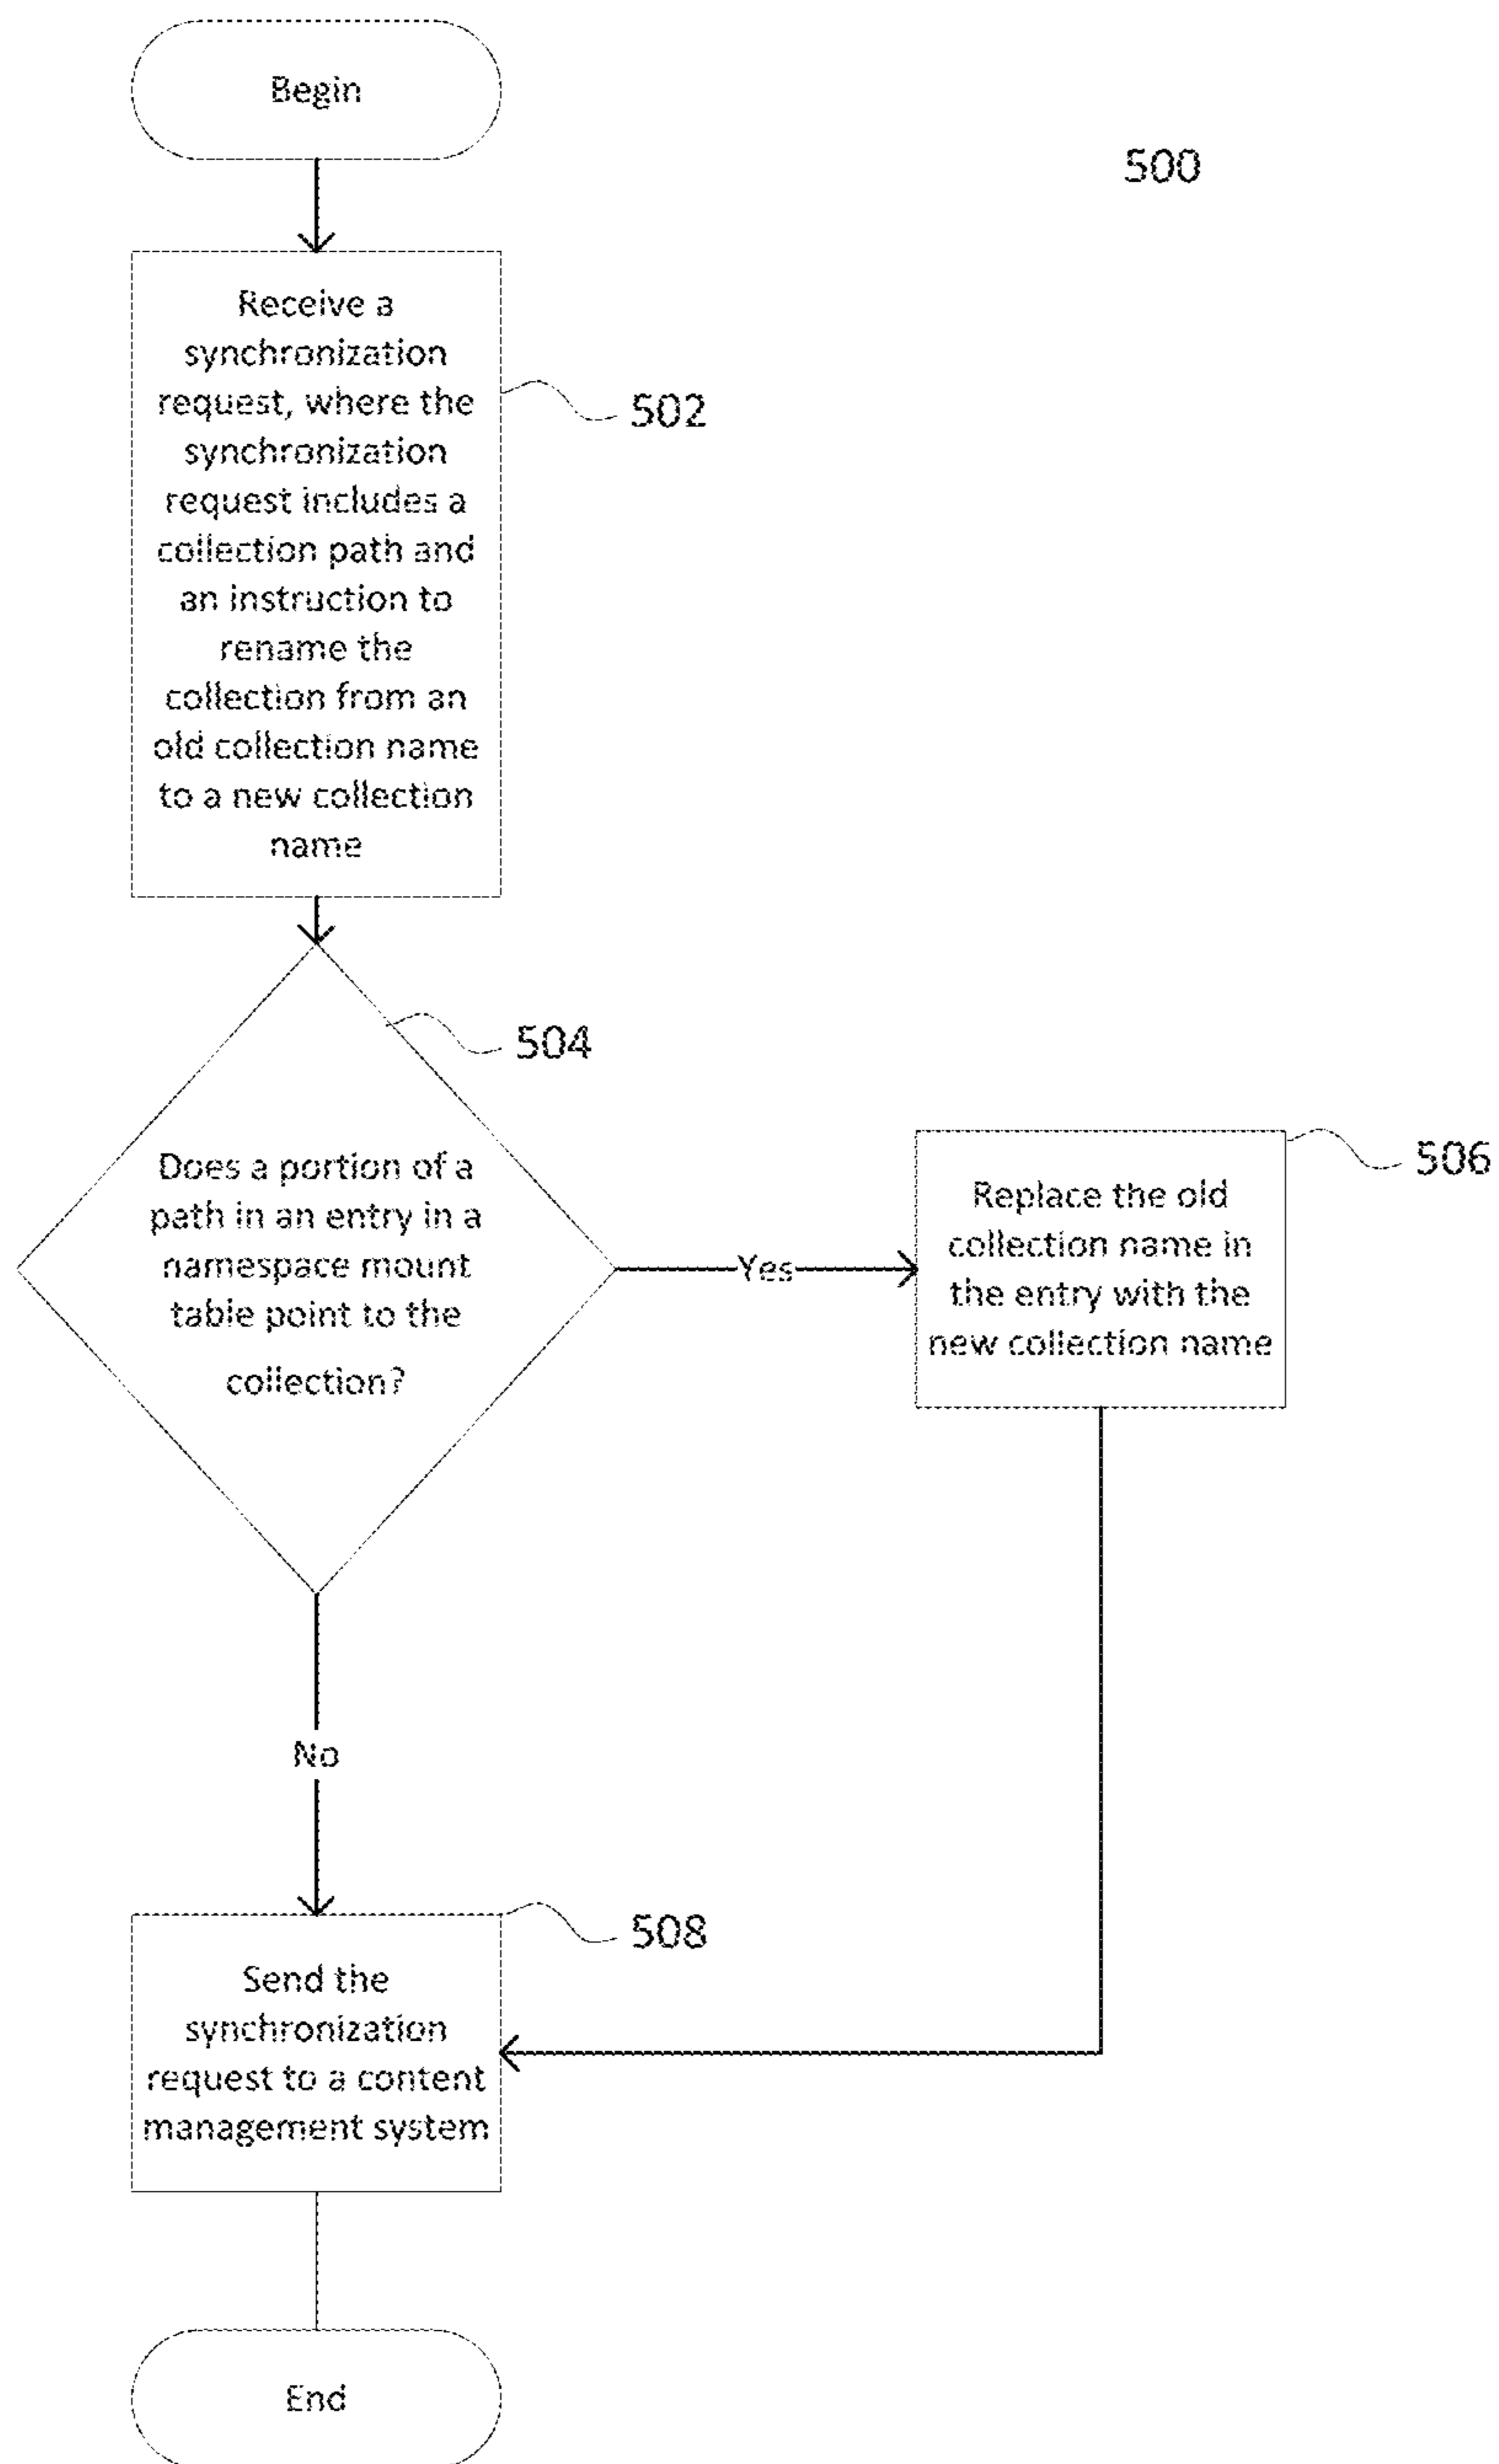 Begin
500
Receive a
synchronization
request, where the
synchronization
request includes a
collection path and
an instruction to
rename the
collection from an
old collection name
to a new collection
name
502
504
Does a portion of a
path in an entry in a
namespace mount
table point to the
collection?
Yes
506
Replace the old
collection name in
the entry with the
new collection name
No
508
Send the
synchronization
request to a content
management system
End